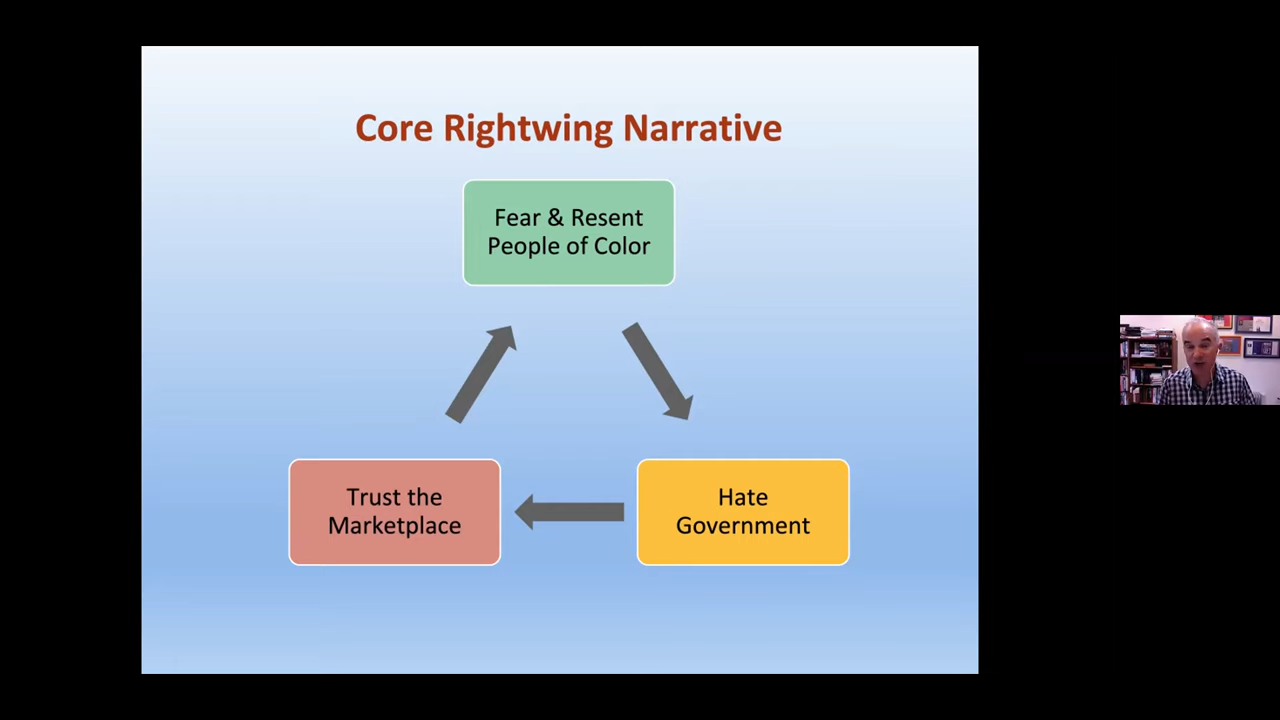 Core Rightwing Narrative
Fear & Resent
People of Color
Trust the
Marketplace
Hate
Government